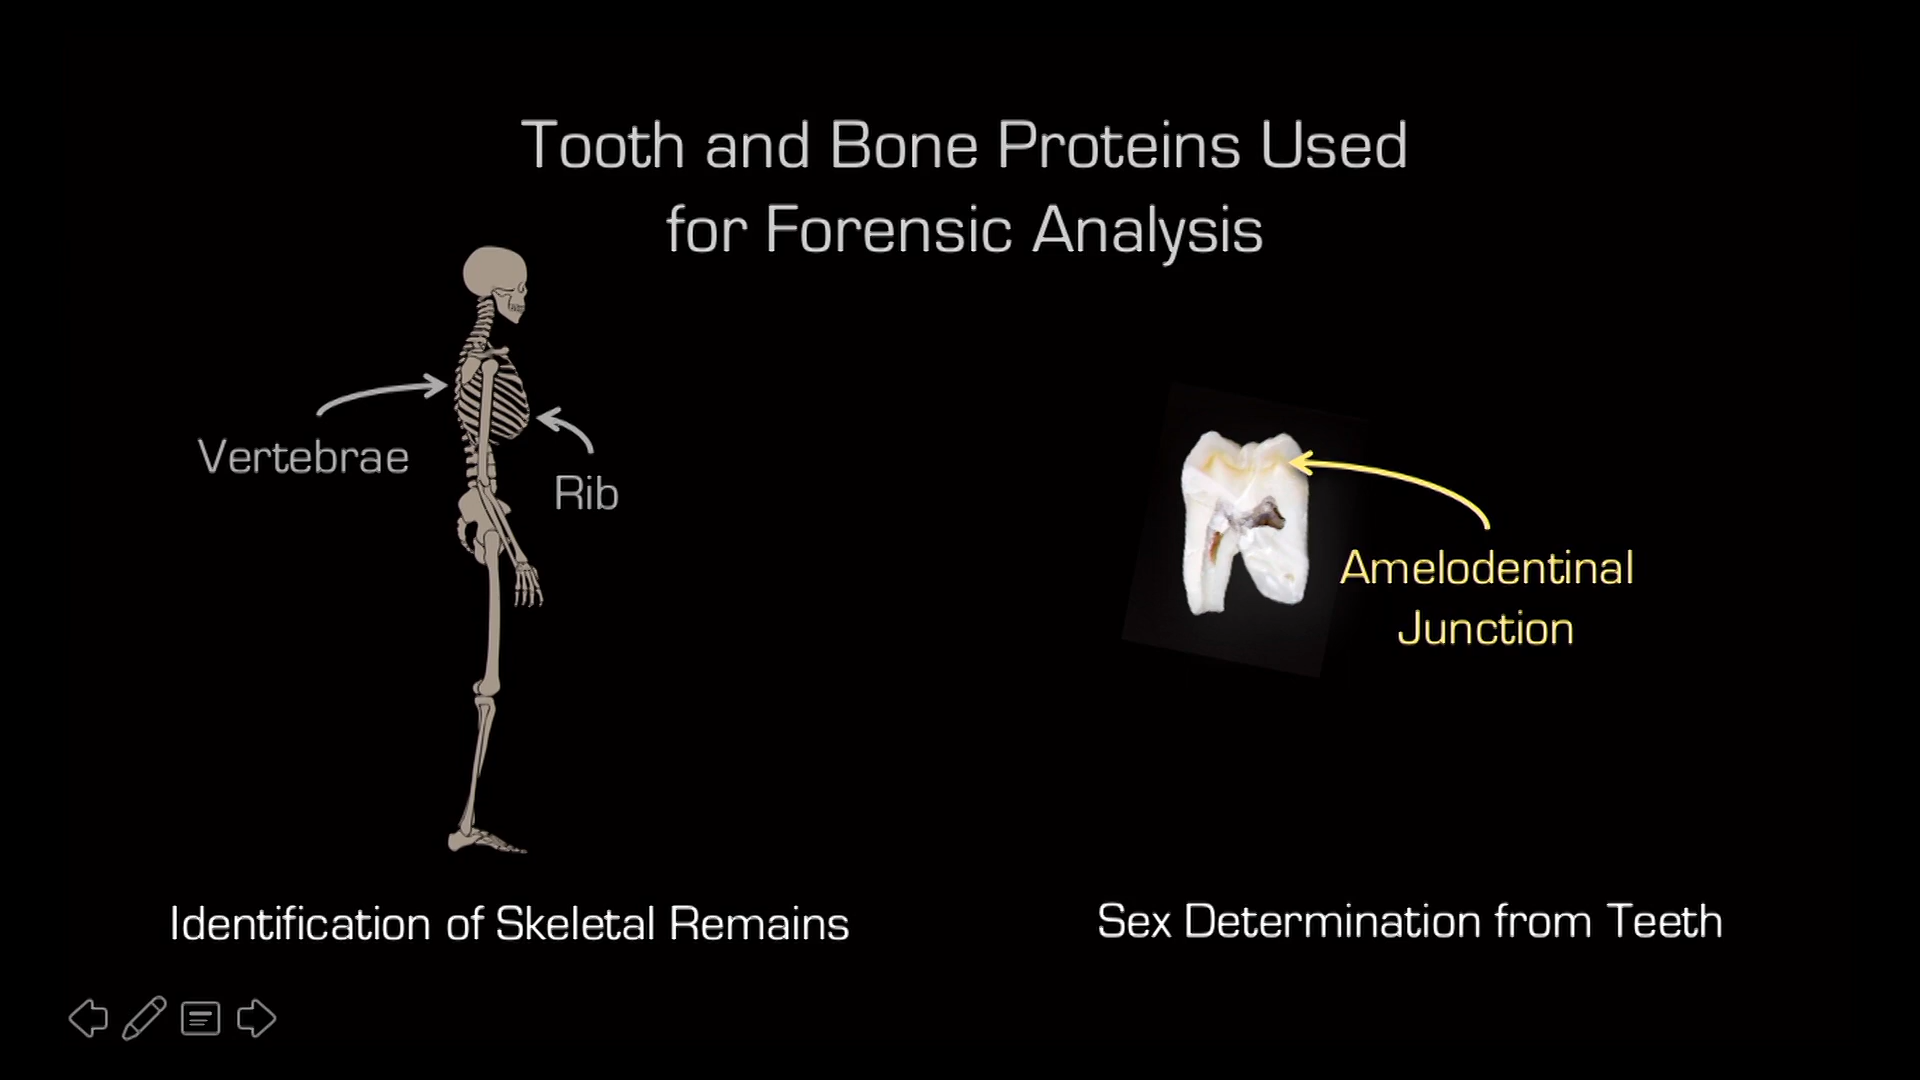 Tooth and Bone Proteins Used
for Forensic Analysis
Vertebrae
Rib
Amelodentinal
Junction
Identification of Skeletal Remains
Sex Determination from Teeth